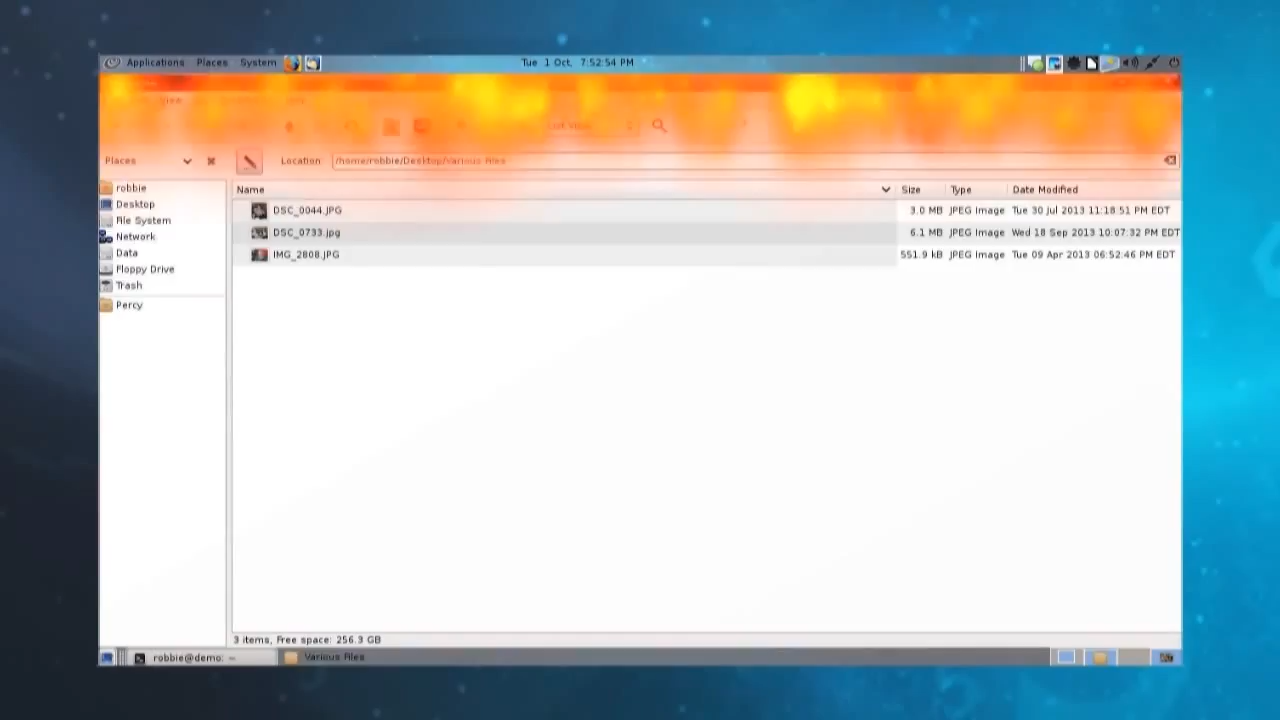 Applications Places System Tue 1 Oct, 7:52:54 PM
View
List View
Places Location: /home/robbie/Desktop/Various Files
Name Size Type Date Modified
robbie
Desktop
File System
Network
Data
Floppy Drive
Trash
Percy
DSC_0044.JPG 3.0 MB JPEG Image Tue 30 Jul 2013 11:18:51 PM EDT
DSC_0733.jpg 6.1 MB JPEG Image Wed 18 Sep 2013 10:07:32 PM EDT
IMG_2808.JPG 551.9 kB JPEG Image Tue 09 Apr 2013 06:52:46 PM EDT
3 items, Free space: 256.3 GB
robbie@demo: ~ Various Files